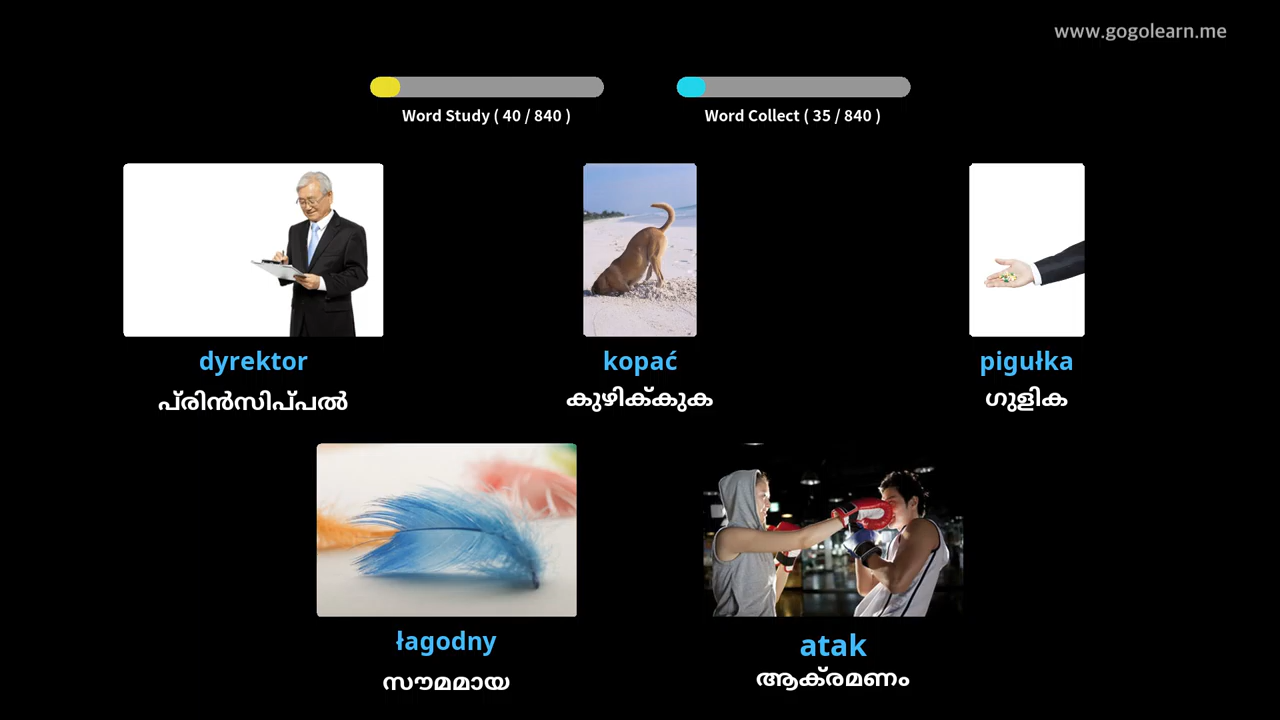 www.gogolearn.me
Word Study ( 40 / 840 )
Word Collect ( 35 / 840 )
dyrektor
പ്രിൻസിപ്പൽ
kopać
കുഴിക്കുക
pigułka
ഗുളിക
łagodny
സൗമമായ
atak
ആക്രമണം